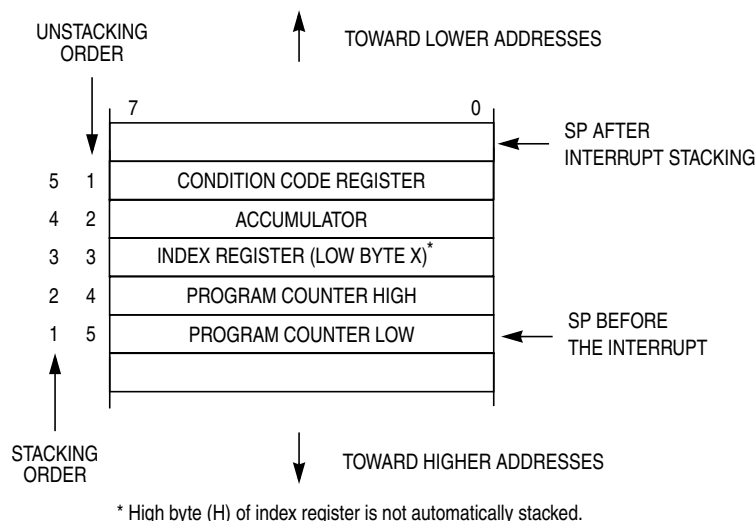 UNSTACKING
ORDER
TOWARD LOWER ADDRESSES
7 0
SP AFTER
INTERRUPT STACKING
5 1 CONDITION CODE REGISTER
4 2 ACCUMULATOR
3 3 INDEX REGISTER (LOW BYTE X)*
2 4 PROGRAM COUNTER HIGH
1 5 PROGRAM COUNTER LOW
SP BEFORE
THE INTERRUPT
STACKING
ORDER
TOWARD HIGHER ADDRESSES
* High byte (H) of index register is not automatically stacked.